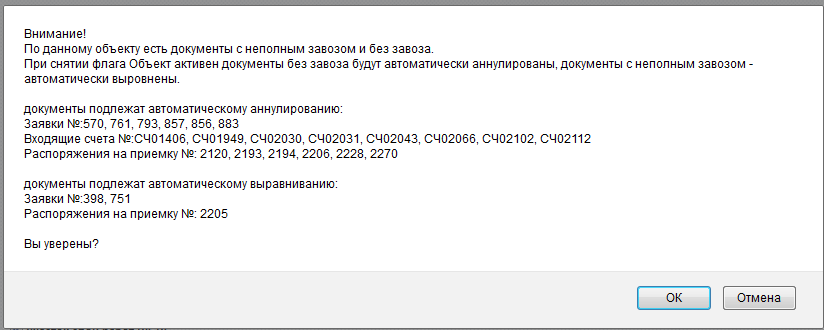 Внимание!
По данному объекту есть документы с неполным завозом и без завоза.
При снятии флага Объект активен документы без завоза будут автоматически аннулированы, документы с неполным завозом -
автоматически выровнены.
документы подлежат автоматическому аннулированию:
Заявки №:570, 761, 793, 857, 856, 883
Входящие счета №:СЧ01406, СЧ01949, СЧ02030, СЧ02031, СЧ02043, СЧ02066, СЧ02102, СЧ02112
Распоряжения на приемку №: 2120, 2193, 2194, 2206, 2228, 2270
документы подлежат автоматическому выравниванию:
Заявки №:398, 751
Распоряжения на приемку №: 2205
Вы уверены?
ОК
Отмена